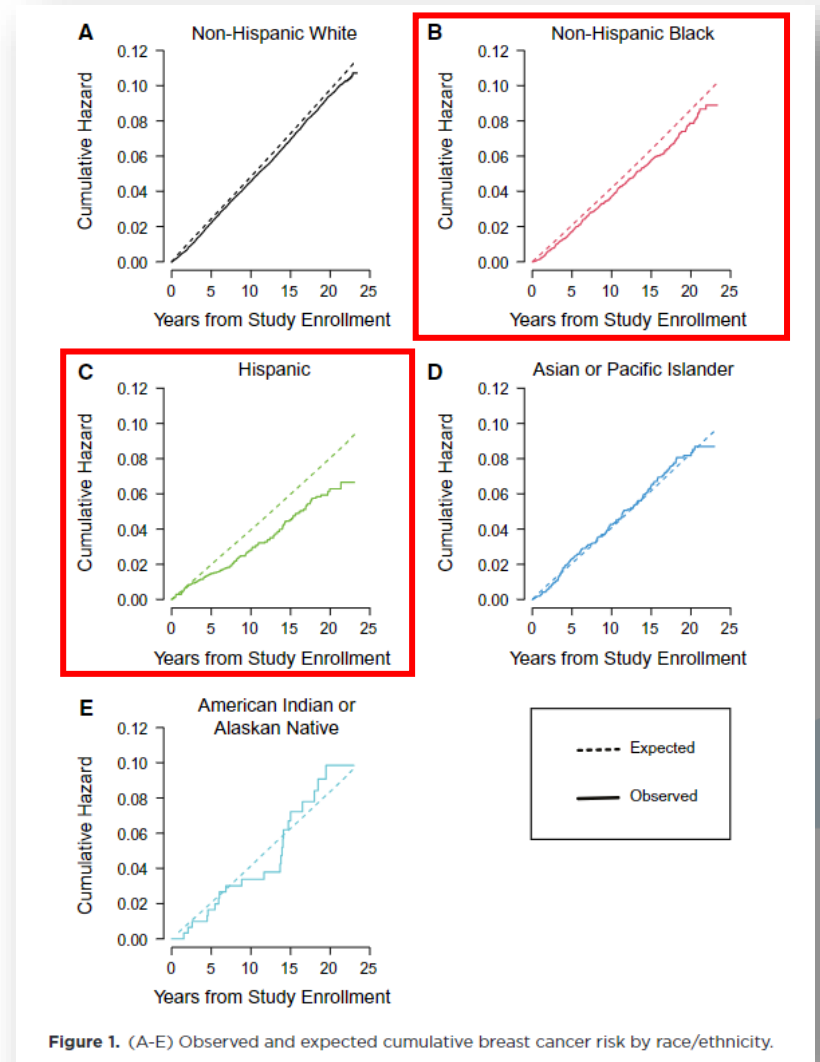 A
Non-Hispanic White
Cumulative Hazard
0.12
0.10
0.08
0.06
0.04
0.02
0.00
0 5 10 15 20 25
Years from Study Enrollment
B
Non-Hispanic Black
Cumulative Hazard
0.12
0.10
0.08
0.06
0.04
0.02
0.00
0 5 10 15 20 25
Years from Study Enrollment
C
Hispanic
Cumulative Hazard
0.12
0.10
0.08
0.06
0.04
0.02
0.00
0 5 10 15 20 25
Years from Study Enrollment
D
Asian or Pacific Islander
Cumulative Hazard
0.12
0.10
0.08
0.06
0.04
0.02
0.00
0 5 10 15 20 25
Years from Study Enrollment
E
American Indian or
Alaskan Native
Cumulative Hazard
0.12
0.10
0.08
0.06
0.04
0.02
0.00
0 5 10 15 20 25
Years from Study Enrollment
Expected
Observed
Figure 1. (A-E) Observed and expected cumulative breast cancer risk by race/ethnicity.